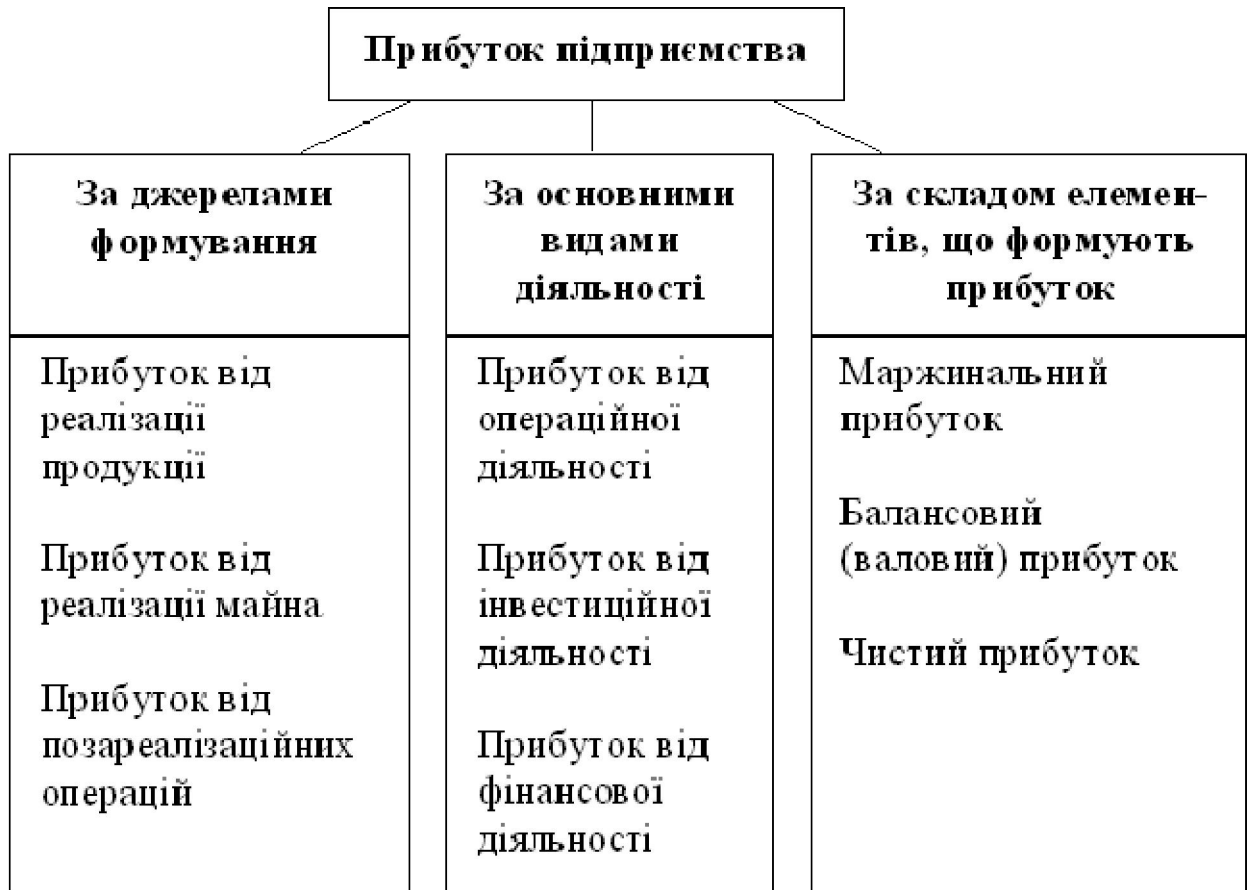 Прибуток підприємства
За джерелами
формування
Прибуток від
реалізації
продукції
Прибуток від
реалізації майна
Прибуток від
позареалізаційних
операцій
За основними
видами
діяльності
Прибуток від
операційної
діяльності
Прибуток від
інвестиційної
діяльності
Прибуток від
фінансової
діяльності
За складом елемен-
тів, що формують
прибуток
Маржинальний
прибуток
Балансовий
(валовий) прибуток
Чистий прибуток